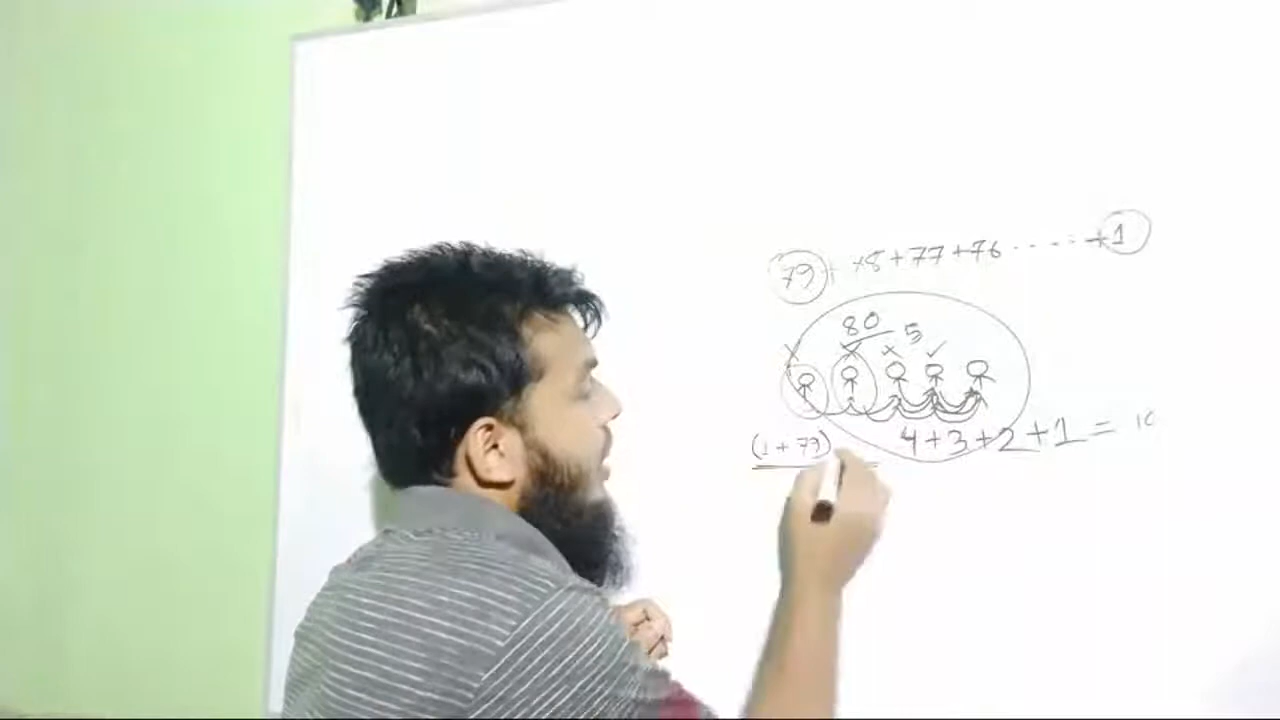 79 + 78 + 77 + 76 ...... + 1
80
5
4 + 3 + 2 + 1 = 10
(1 + 79)